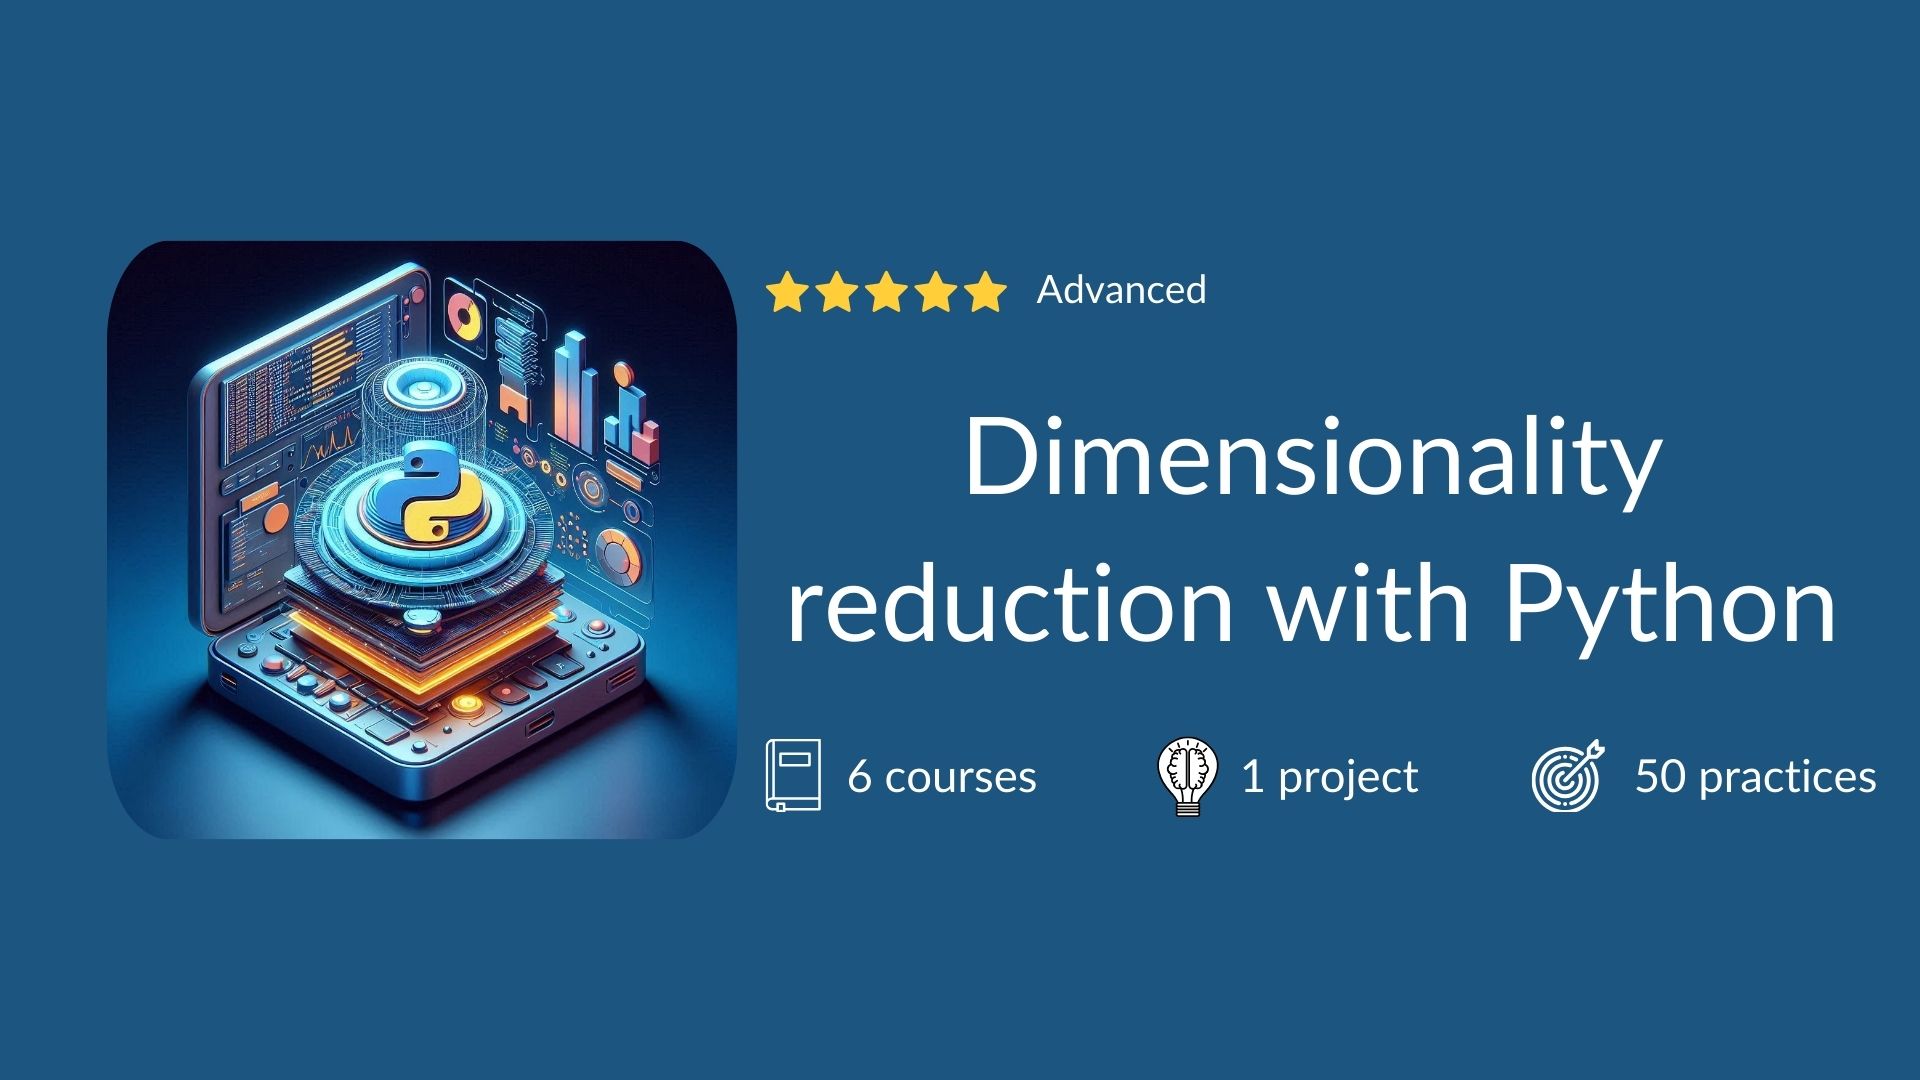 Advanced
Dimensionality
reduction with Python
6 courses
1 project
50 practices